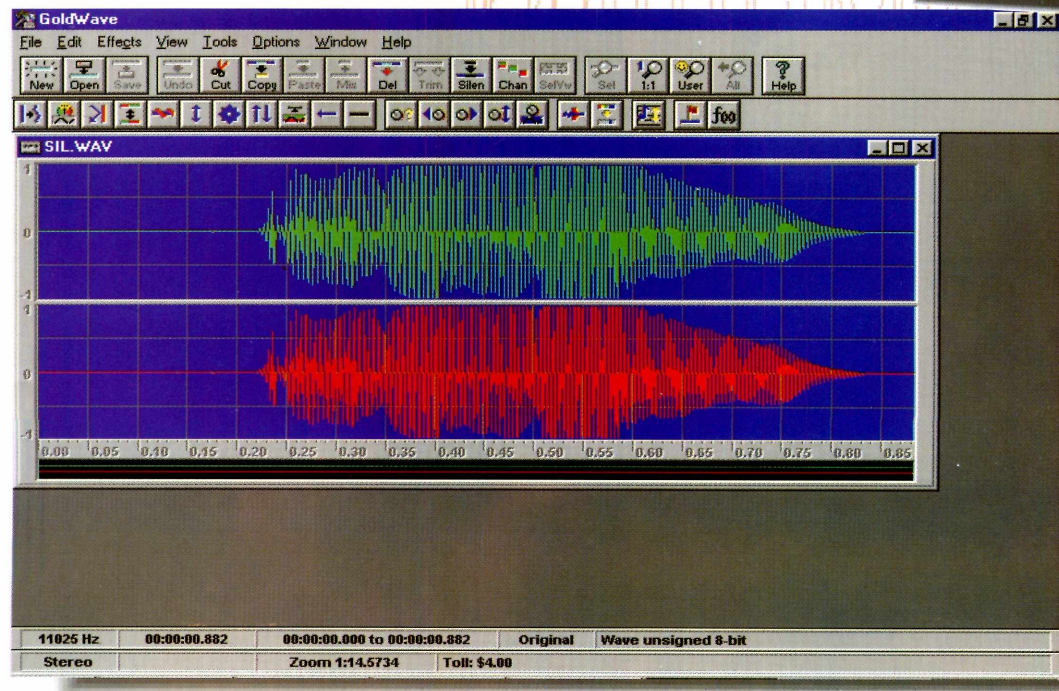 GoldWave
File Edit Effects View Tools Options Window Help
New Open Save Undo Cut Copy Paste Mix Del Trim Silen Chan SelVw Sel 1:1 User All Help
foo
SIL.WAV
1
0
-1
1
0
-1
0.00 0.05 0.10 0.15 0.20 0.25 0.30 0.35 0.40 0.45 0.50 0.55 0.60 0.65 0.70 0.75 0.80 0.85
11025 Hz 00:00:00.882 00:00:00.000 to 00:00:00.882 Original Wave unsigned 8-bit
Stereo Zoom 1:14.5734 Toll: $4.00